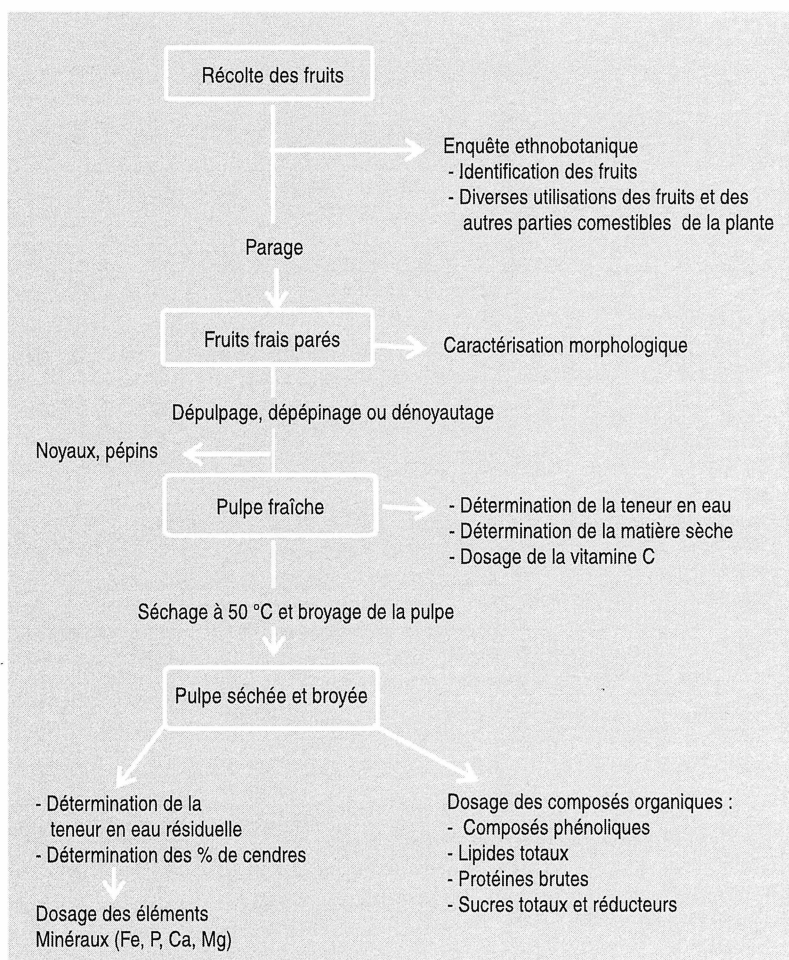 Récolte des fruits
Enquête ethnobotanique
- Identification des fruits
- Diverses utilisations des fruits et des
autres parties comestibles de la plante
Parage
Fruits frais parés
Caractérisation morphologique
Dépulpage, dépépinage ou dénoyautage
Noyaux, pépins
Pulpe fraîche
- Détermination de la teneur en eau
- Détermination de la matière sèche
- Dosage de la vitamine C
Séchage à 50 °C et broyage de la pulpe
Pulpe séchée et broyée
- Détermination de la
teneur en eau résiduelle
- Détermination des % de cendres
Dosage des éléments
Minéraux (Fe, P, Ca, Mg)
Dosage des composés organiques :
- Composés phénoliques
- Lipides totaux
- Protéines brutes
- Sucres totaux et réducteurs